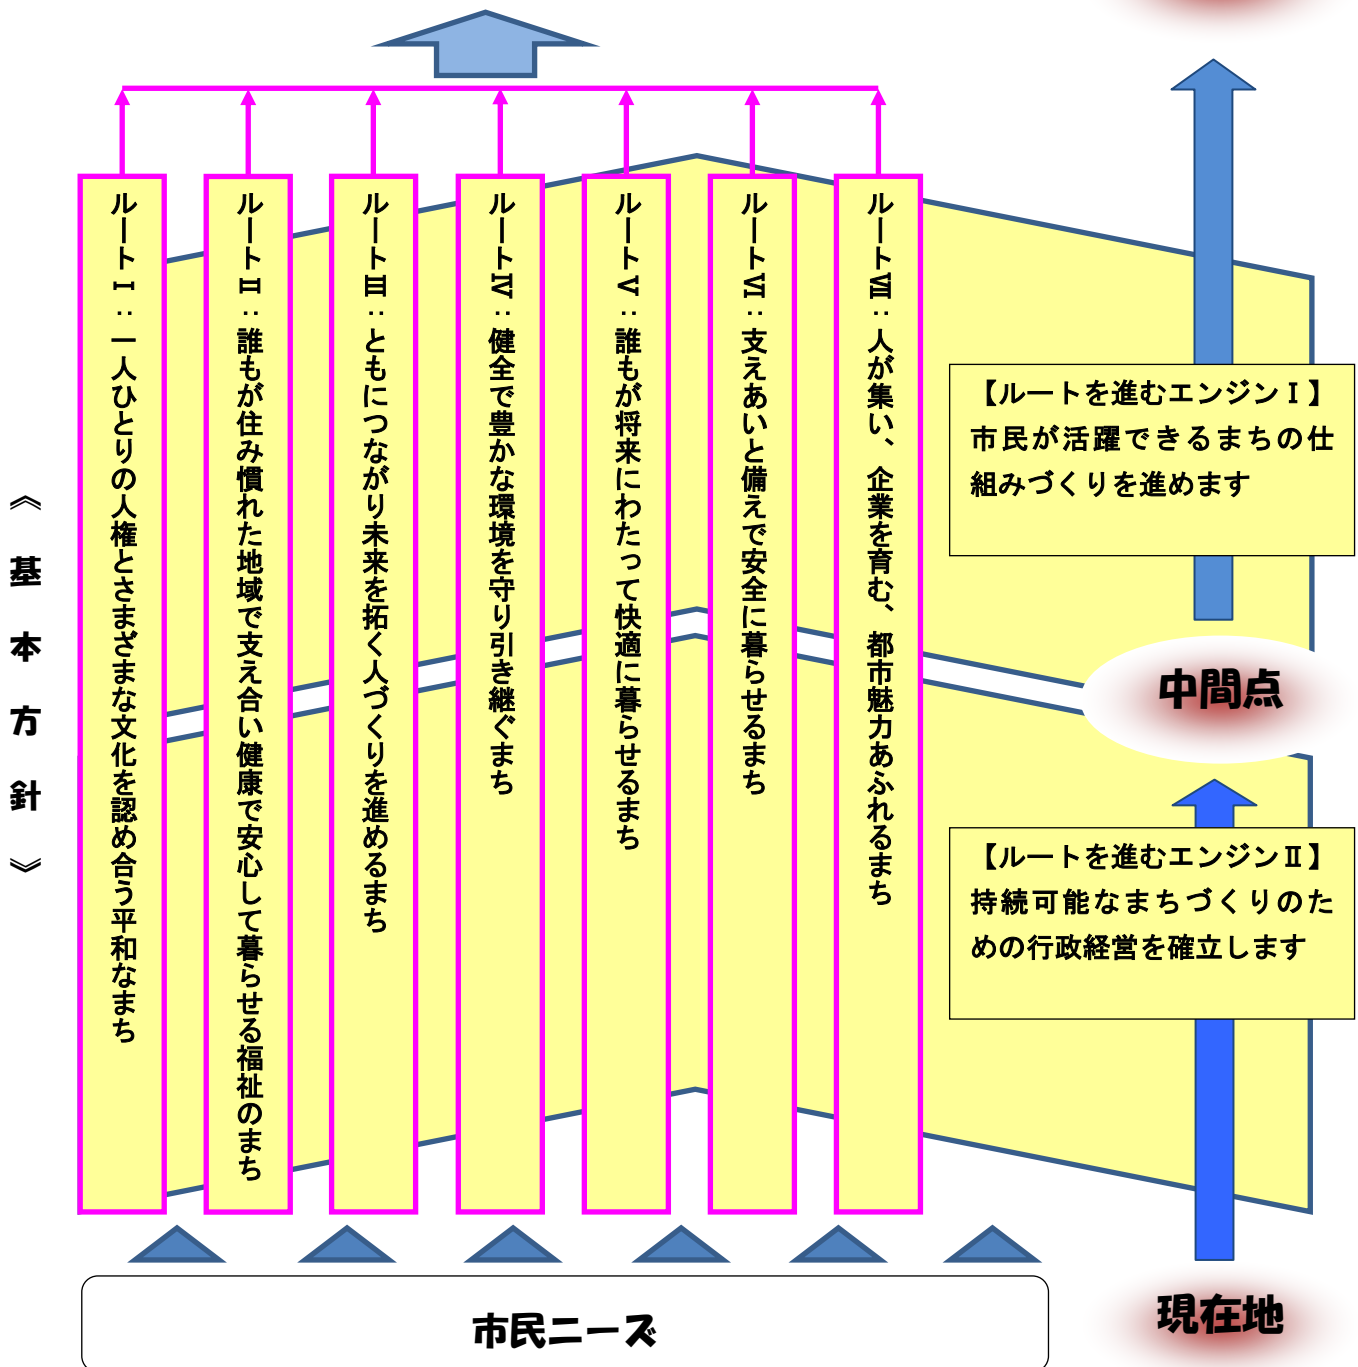 《基本方針》
ルートⅠ：一人ひとりの人権とさまざまな文化を認め合う平和なまち
ルートⅡ：誰もが住み慣れた地域で支え合い健康で安心して暮らせる福祉のまち
ルートⅢ：ともにつながり未来を拓く人づくりを進めるまち
ルートⅣ：健全で豊かな環境を守り引き継ぐまち
ルートⅤ：誰もが将来にわたって快適に暮らせるまち
ルートⅥ：支えあいと備えで安全に暮らせるまち
ルートⅦ：人が集い、企業を育む、都市魅力あふれるまち
【ルートを進むエンジンⅠ】
市民が活躍できるまちの仕
組みづくりを進めます
中間点
【ルートを進むエンジンⅡ】
持続可能なまちづくりのた
めの行政経営を確立します
現在地
市民ニーズ